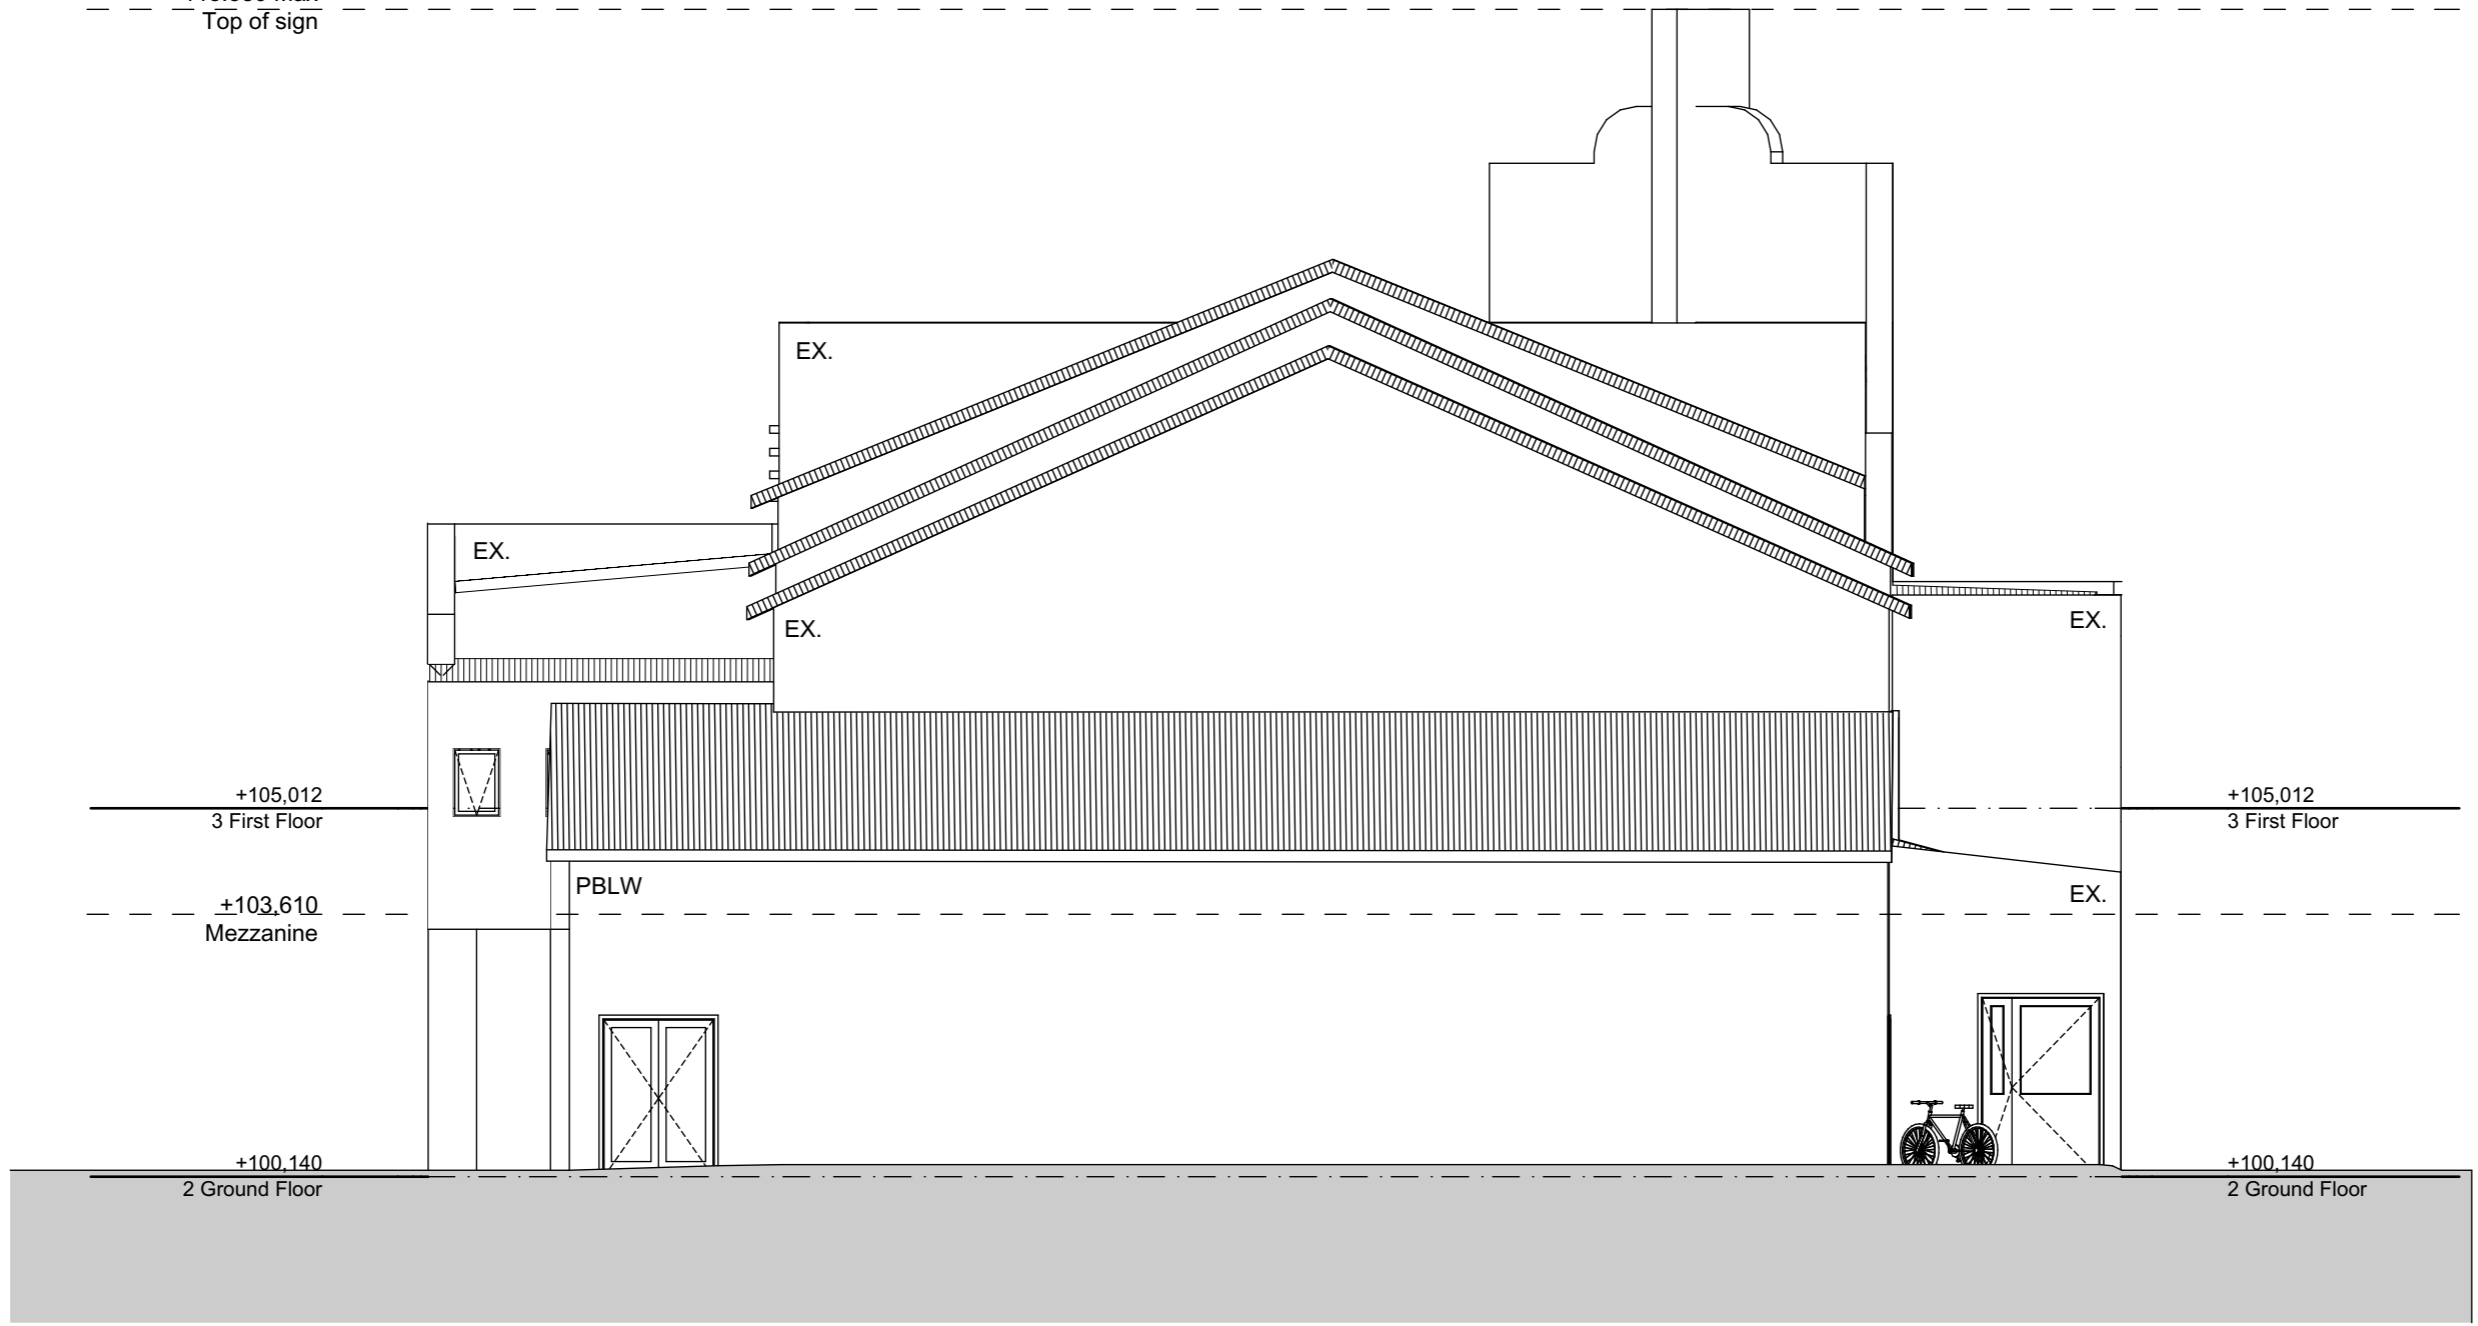 Top of sign
EX.
EX.
EX.
EX.
+105,012
3 First Floor
+105,012
3 First Floor
PBLW
EX.
+103,610
Mezzanine
+100,140
2 Ground Floor
+100,140
2 Ground Floor